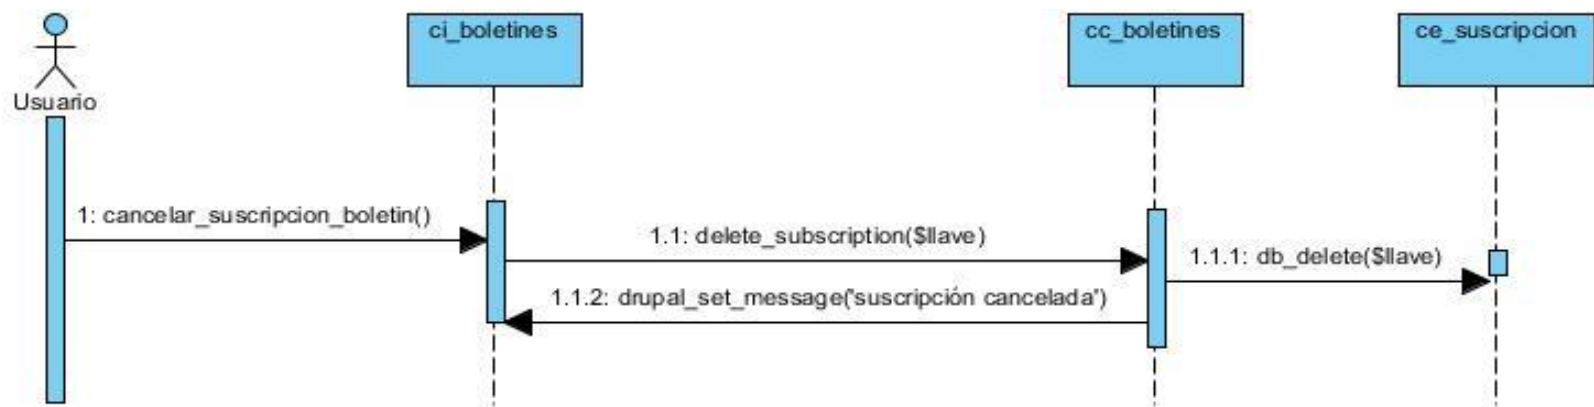 ci_boletines
cc_boletines
ce_suscripcion
Usuario
1: cancelar_suscripcion_boletin()
1.1: delete_subscription($llave)
1.1.1: db_delete($llave)
1.1.2: drupal_set_message('suscripción cancelada')